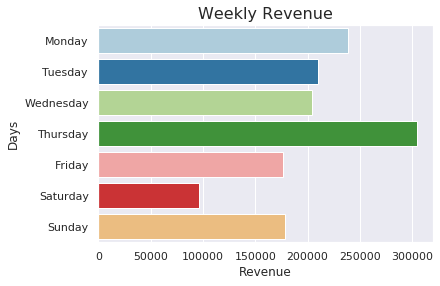 Weekly Revenue
Days
Monday
Tuesday
Wednesday
Thursday
Friday
Saturday
Sunday
0 50000 100000 150000 200000 250000 300000
Revenue